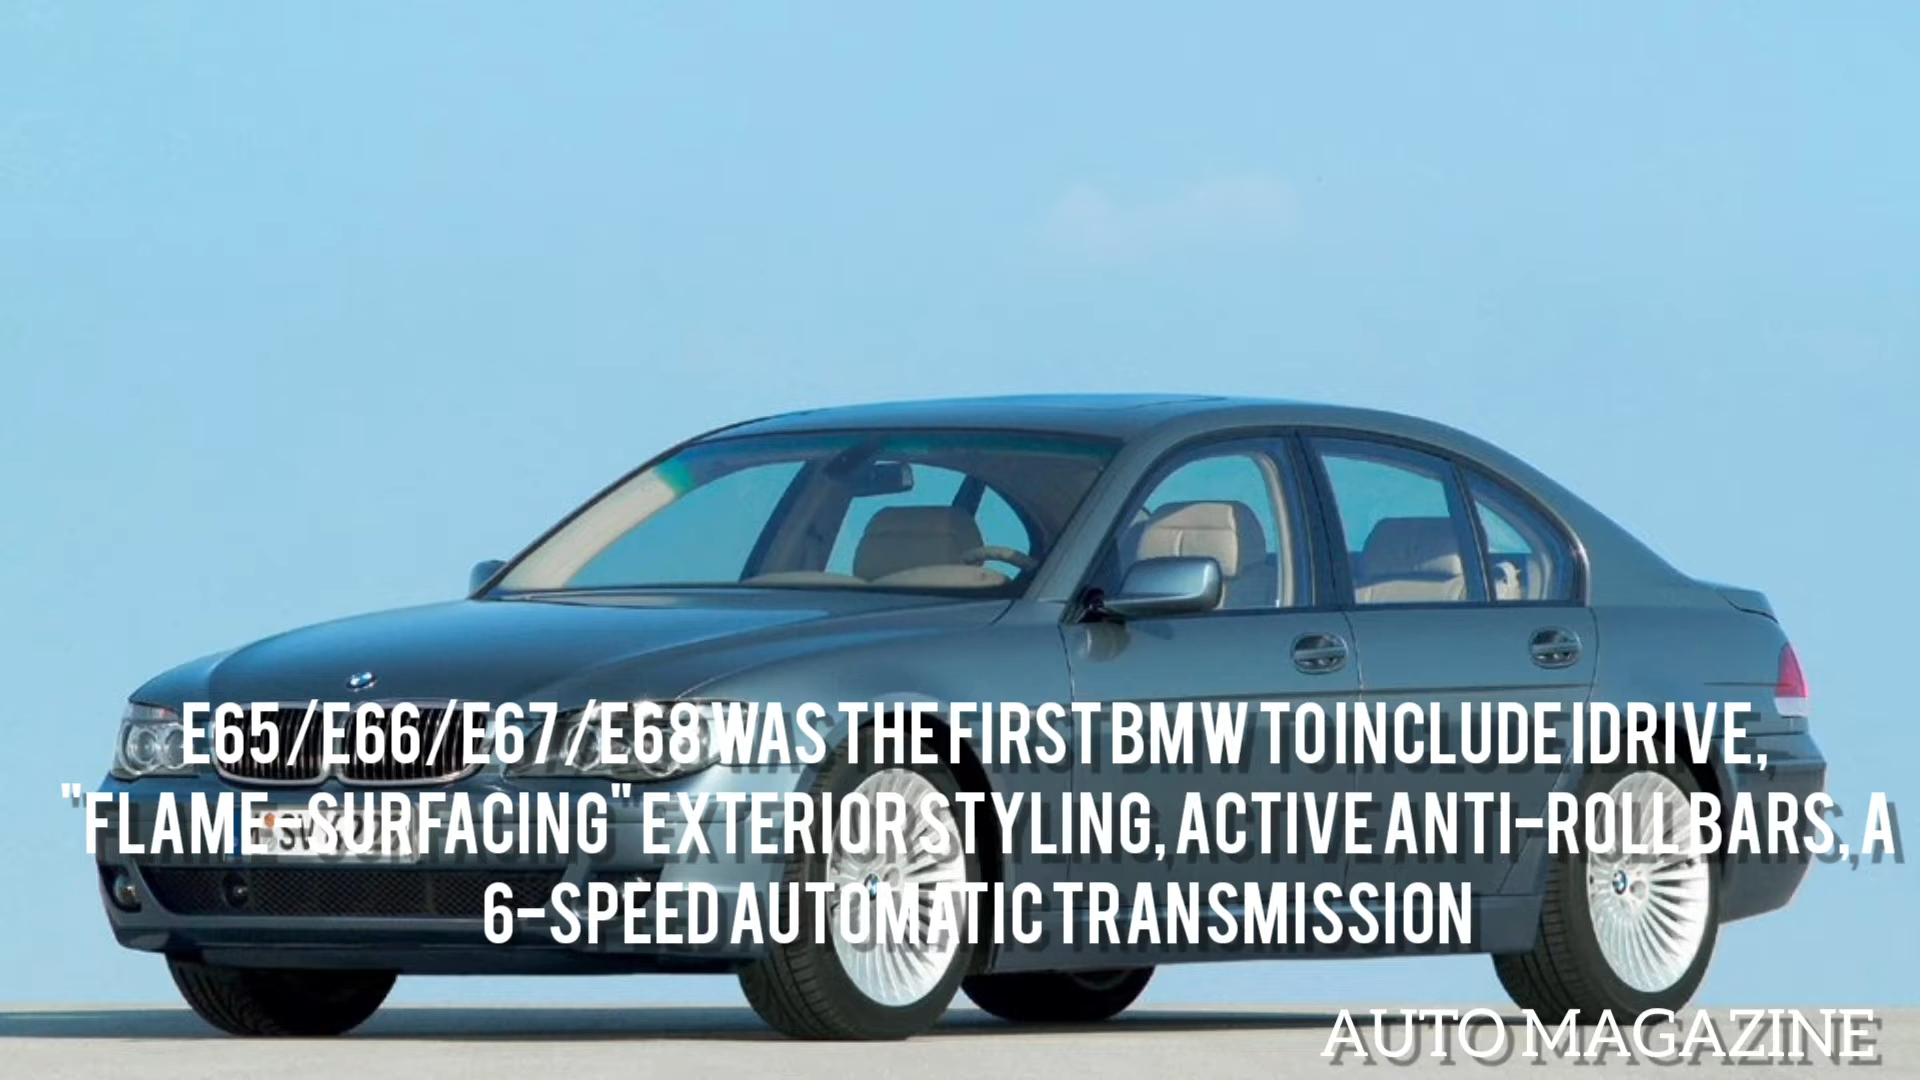 E65/E66/E67/E68 WAS THE FIRST BMW TO INCLUDE IDRIVE,
"FLAME-SURFACING" EXTERIOR STYLING, ACTIVE ANTI-ROLL BARS, A
6-SPEED AUTOMATIC TRANSMISSION
AUTO MAGAZINE